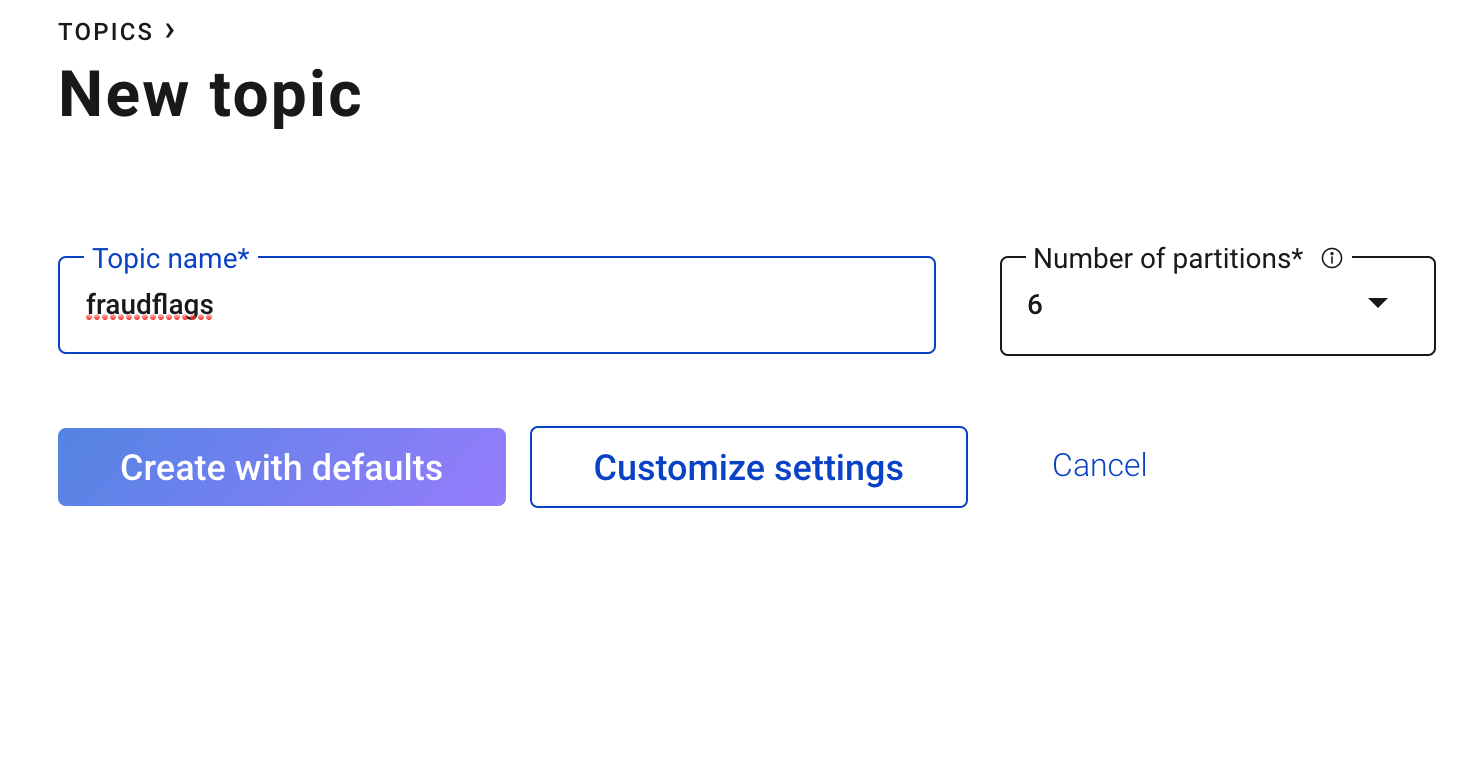 TOPICS ›
New topic
Topic name*
fraudflags
Number of partitions*
6
Create with defaults
Customize settings
Cancel